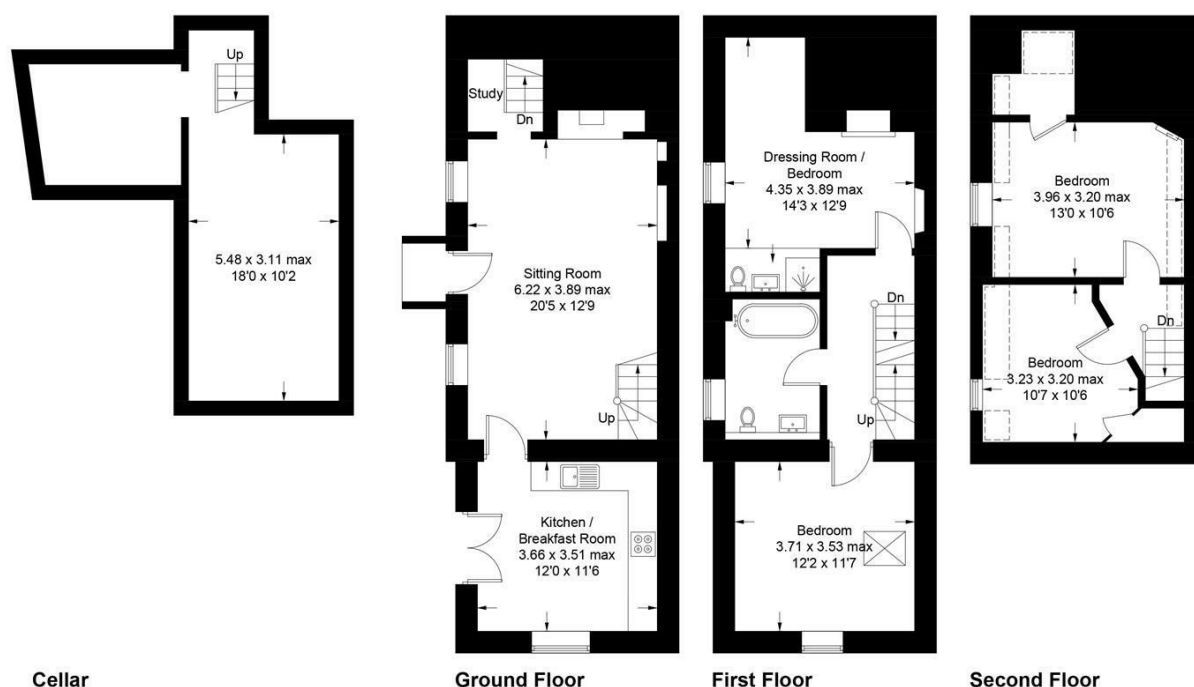 Up
5.48 x 3.11 max
18'0 x 10'2
Cellar
Study
Dn
Sitting Room
6.22 x 3.89 max
20'5 x 12'9
Up
Kitchen /
Breakfast Room
3.66 x 3.51 max
12'0 x 11'6
Ground Floor
Dressing Room /
Bedroom
4.35 x 3.89 max
14'3 x 12'9
Dn
Up
Bedroom
3.71 x 3.53 max
12'2 x 11'7
First Floor
Bedroom
3.96 x 3.20 max
13'0 x 10'6
Dn
Bedroom
3.23 x 3.20 max
10'7 x 10'6
Second Floor